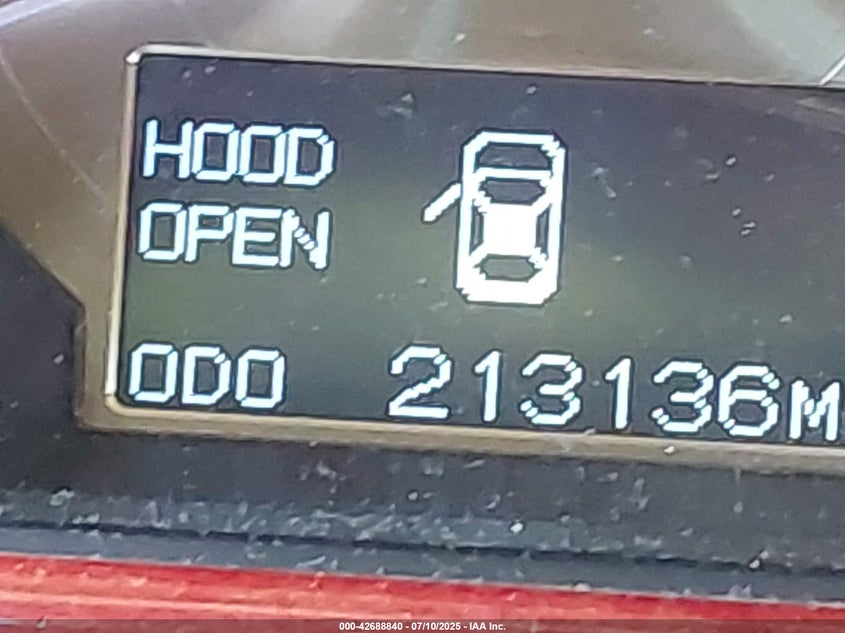 HOOD
OPEN
ODO 213136M
000-42688840 - 07/10/2025 - IAA Inc.